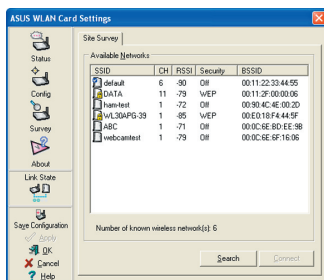 ASUS WLAN Card Settings
Status
Config
Survey
About
Link State
Save Configuration
Apply
OK
Cancel
Help
Site Survey
Available Networks
SSID CH RSSI Security BSSID
default 6 -90 Off 00:11:22:33:44:55
DATA 11 -79 WEP 00:11:2F:00:00:06
ham-test 1 -72 Off 00:90:4C:4E:00:2D
WL30APG-39 1 -85 WEP 00:E0:18:F4:44:5F
ABC 1 -71 Off 00:0C:6E:BD:EE:9B
webcamtest 1 -79 Off 00:0C:6E:6F:16:06
Number of known wireless network(s): 6
Search Connect